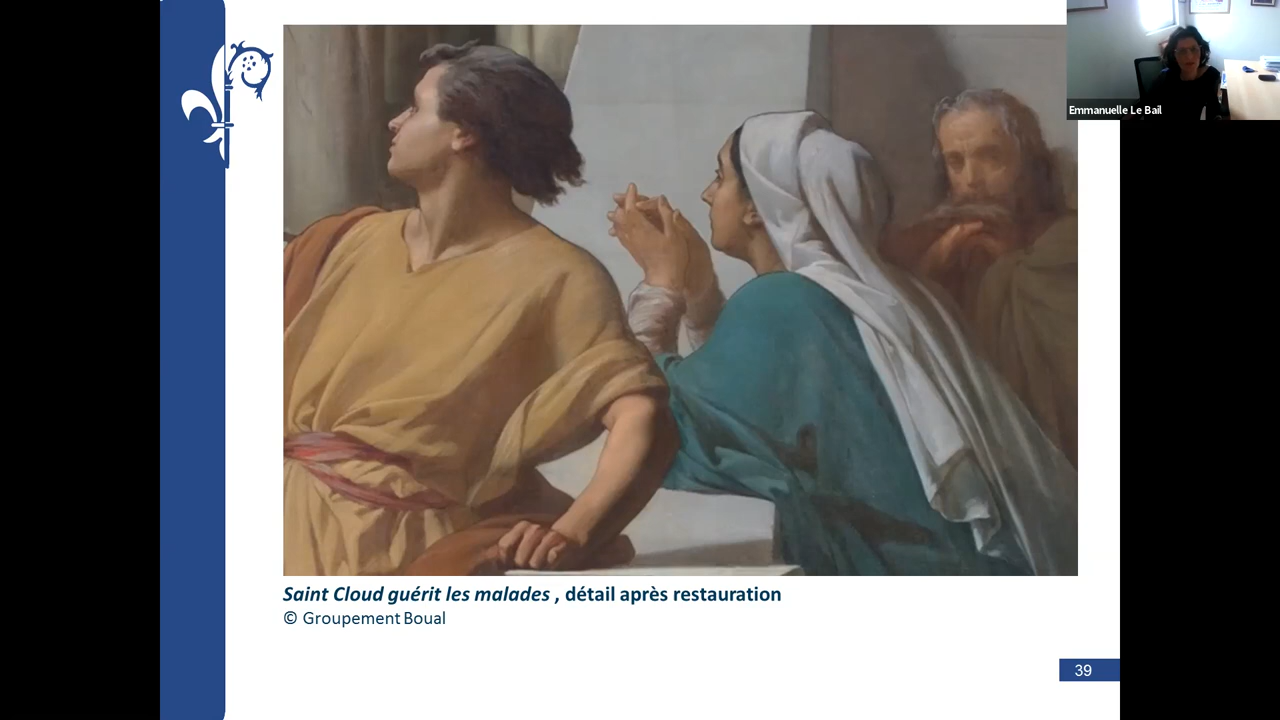 Emmanuelle Le Bail
Saint Cloud guérit les malades , détail après restauration
© Groupement Boual
39